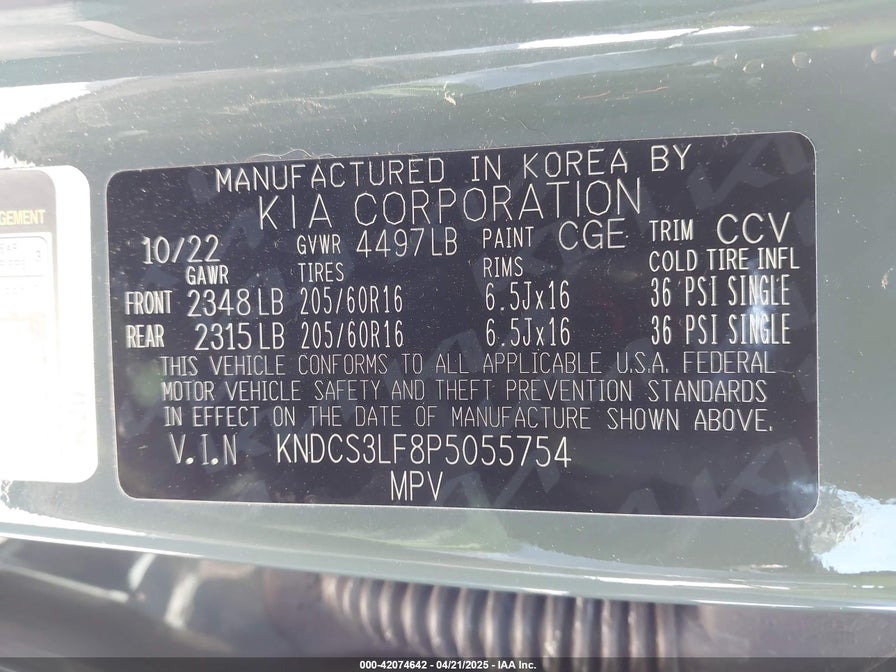 MANUFACTURED IN KOREA BY
KIA CORPORATION
10/22 GVWR 4497LB PAINT CGE TRIM CCV
GAWR TIRES RIMS COLD TIRE INFL
FRONT 2348LB 205/60R16 6.5Jx16 36 PSI SINGLE
REAR 2315LB 205/60R16 6.5Jx16 36 PSI SINGLE
THIS VEHICLE CONFORMS TO ALL APPLICABLE U.S.A. FEDERAL
MOTOR VEHICLE SAFETY AND THEFT PREVENTION STANDARDS
IN EFFECT ON THE DATE OF MANUFACTURE SHOWN ABOVE.
V.I.N KNDCS3LF8P5055754
MPV
000-42074642 - 04/21/2025 - IAA Inc.